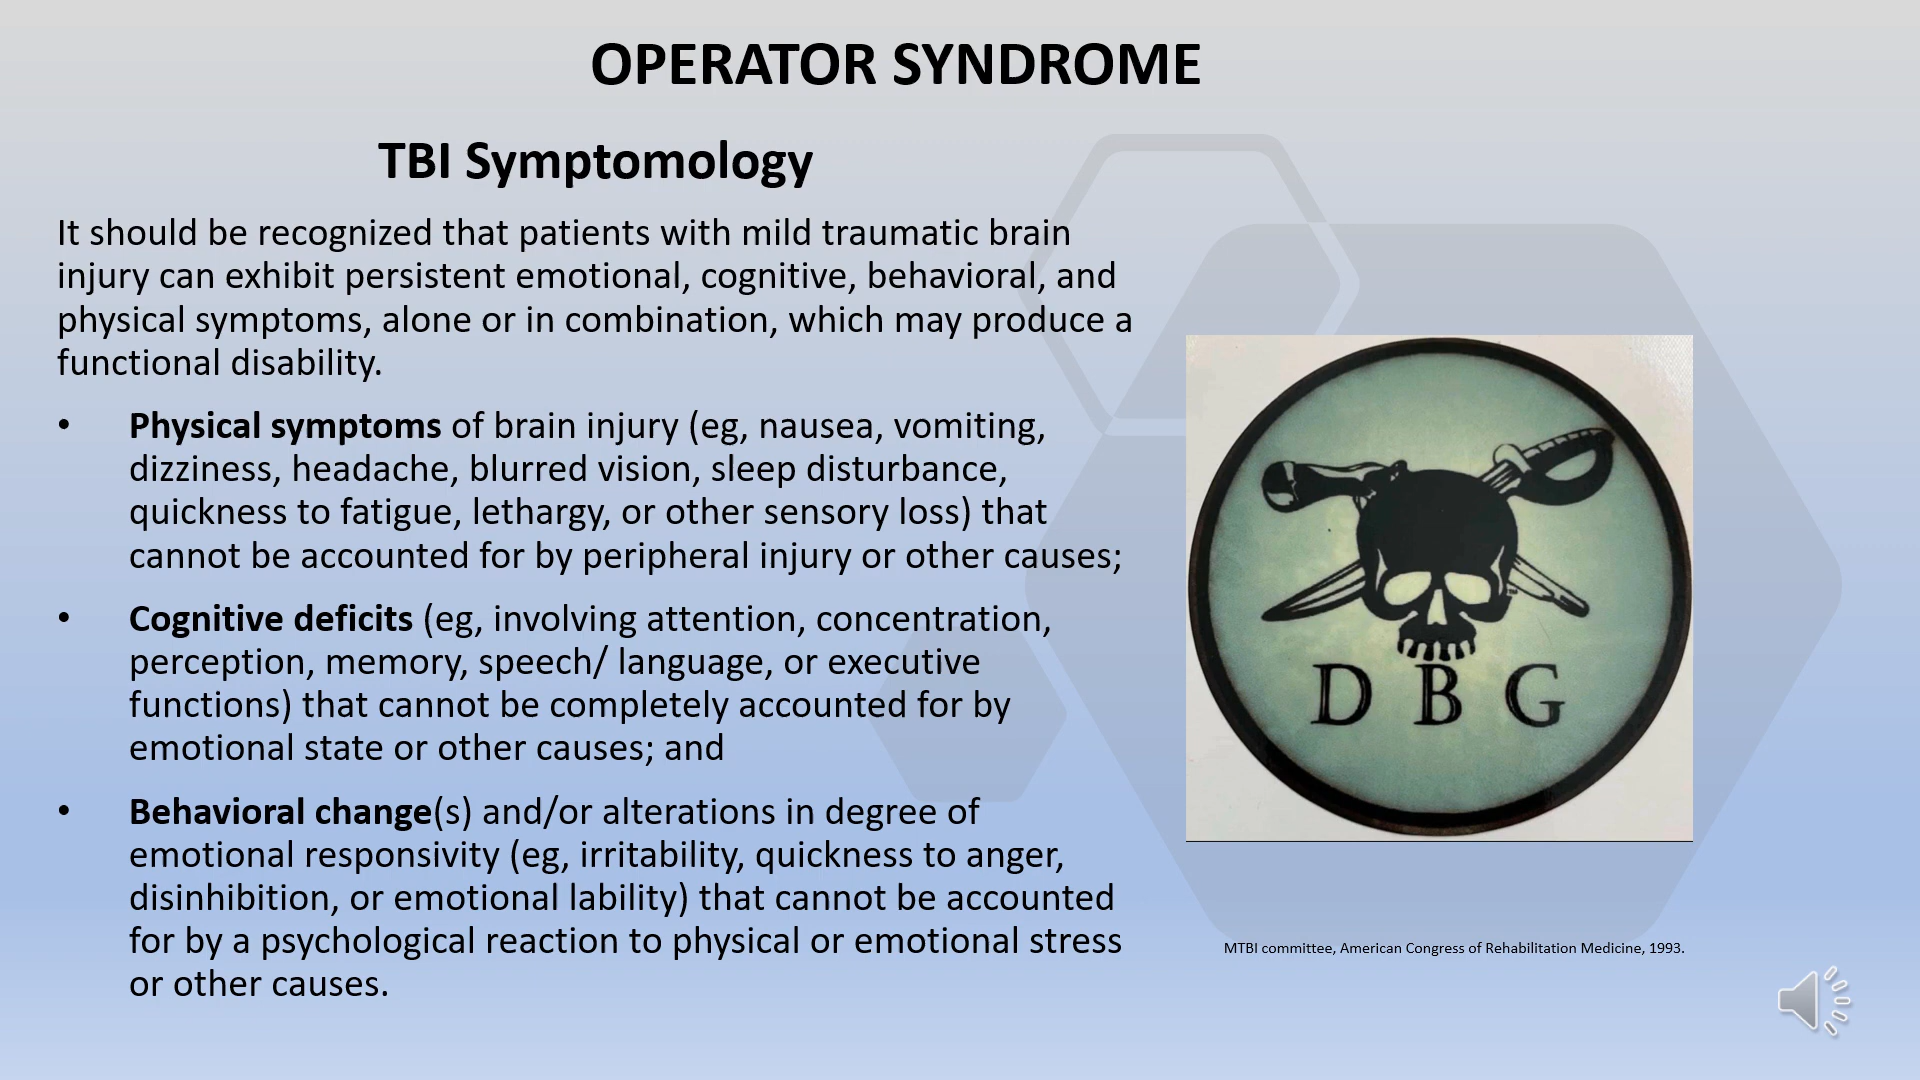 OPERATOR SYNDROME
TBI Symptomology
It should be recognized that patients with mild traumatic brain
injury can exhibit persistent emotional, cognitive, behavioral, and
physical symptoms, alone or in combination, which may produce a
functional disability.
• Physical symptoms of brain injury (eg, nausea, vomiting,
dizziness, headache, blurred vision, sleep disturbance,
quickness to fatigue, lethargy, or other sensory loss) that
cannot be accounted for by peripheral injury or other causes;
• Cognitive deficits (eg, involving attention, concentration,
perception, memory, speech/ language, or executive
functions) that cannot be completely accounted for by
emotional state or other causes; and
• Behavioral change(s) and/or alterations in degree of
emotional responsivity (eg, irritability, quickness to anger,
disinhibition, or emotional lability) that cannot be accounted
for by a psychological reaction to physical or emotional stress
or other causes.
D B G
MTBI committee, American Congress of Rehabilitation Medicine, 1993.